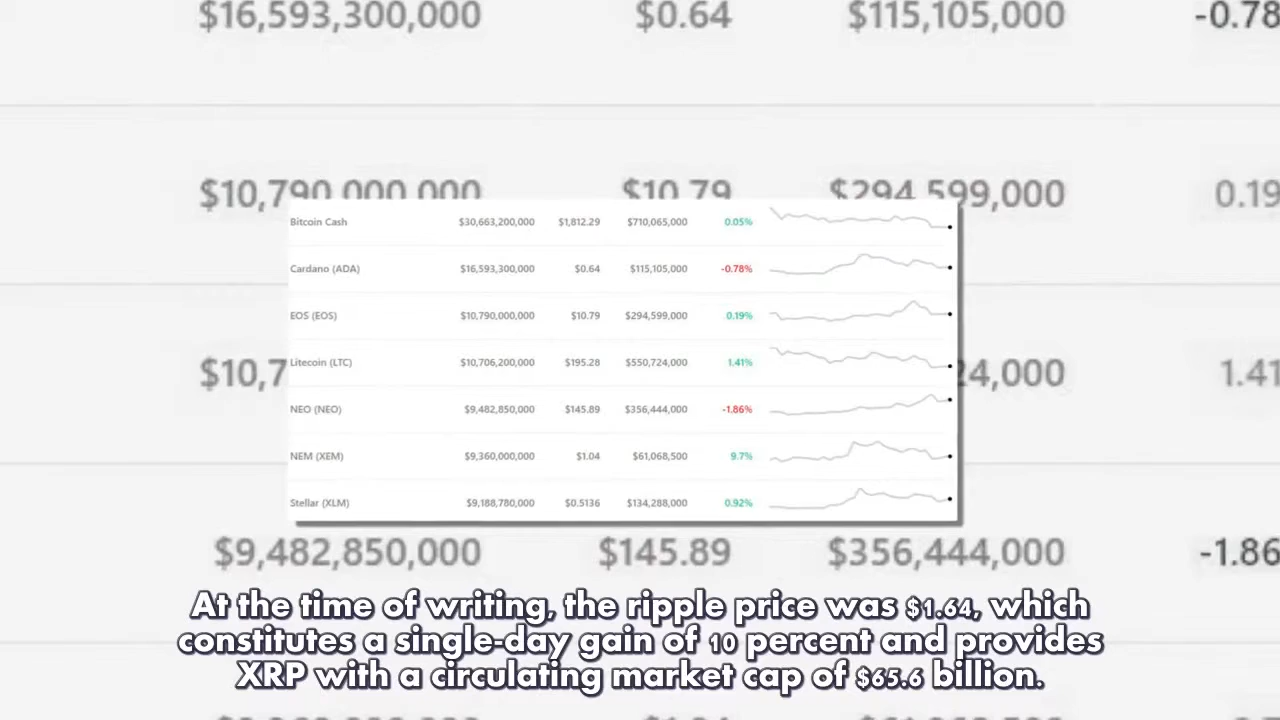 $16,593,300,000 $0.64 $115,105,000 -0.78
$10,790,000,000 $10.79 $294,599,000 0.19
Bitcoin Cash $30,663,200,000 $1,812.29 $710,065,000 0.05%
Cardano (ADA) $16,593,300,000 $0.64 $115,105,000 -0.78%
EOS (EOS) $10,790,000,000 $10.79 $294,599,000 0.19%
Litecoin (LTC) $10,706,200,000 $195.28 $550,724,000 1.41%
$10,7 24,000 1.41
NEO (NEO) $9,482,850,000 $145.89 $356,444,000 -1.86%
NEM (XEM) $9,360,000,000 $1.04 $61,068,500 9.7%
Stellar (XLM) $9,188,780,000 $0.5136 $134,288,000 0.92%
$9,482,850,000 $145.89 $356,444,000 -1.86
At the time of writing, the ripple price was $1.64, which
constitutes a single-day gain of 10 percent and provides
XRP with a circulating market cap of $65.6 billion.